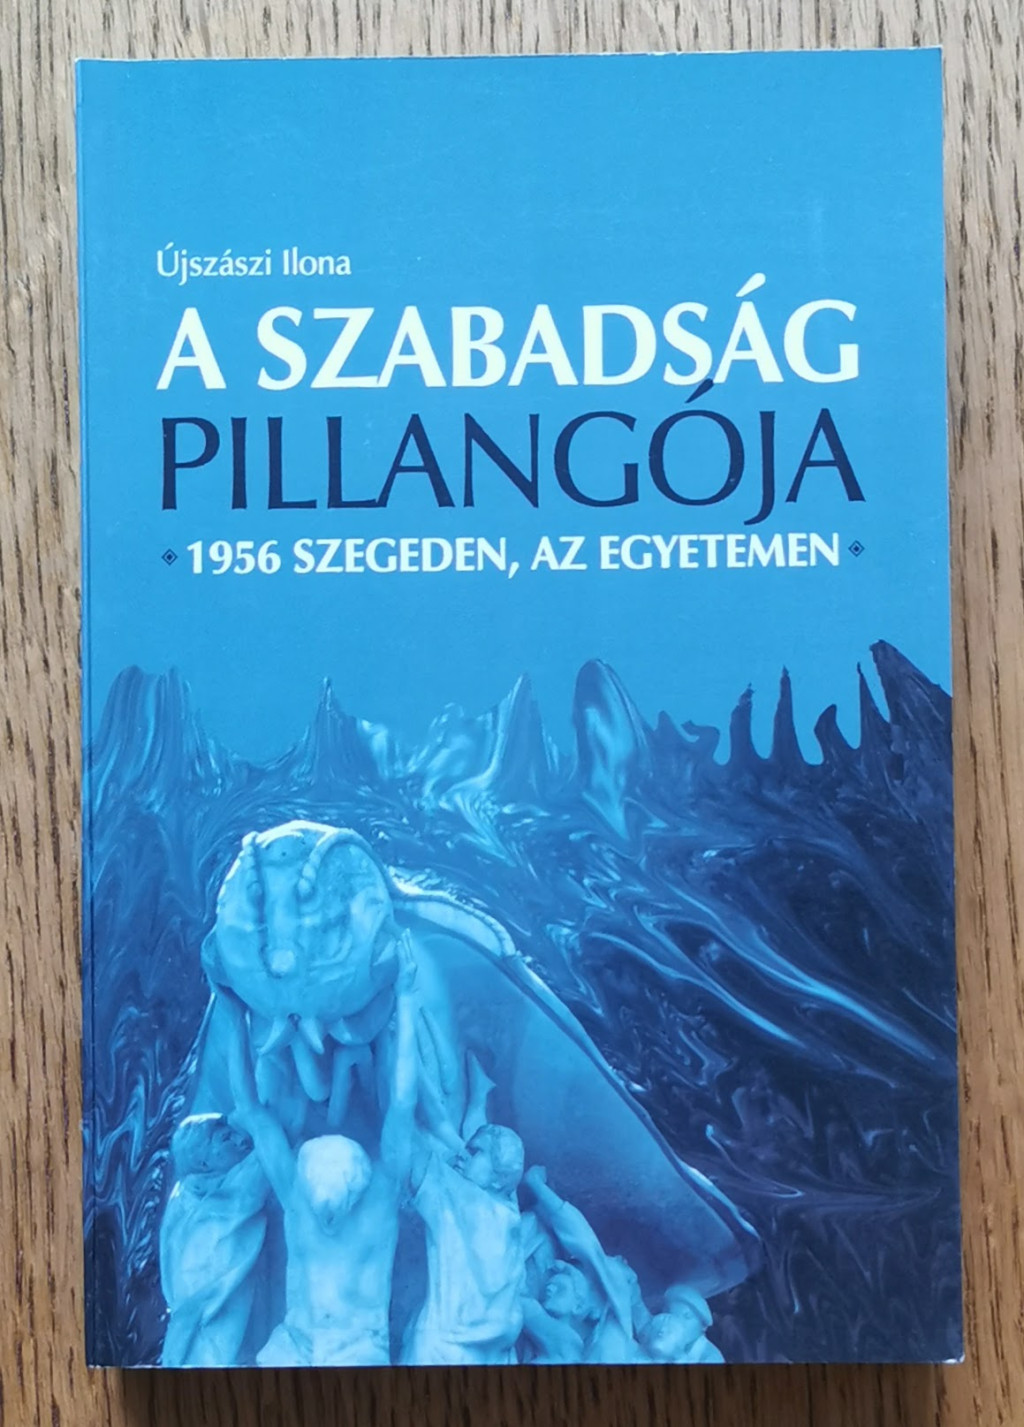 Újszászi Ilona
A SZABADSÁG
PILLANGÓJA
1956 SZEGEDEN, AZ EGYETEMEN